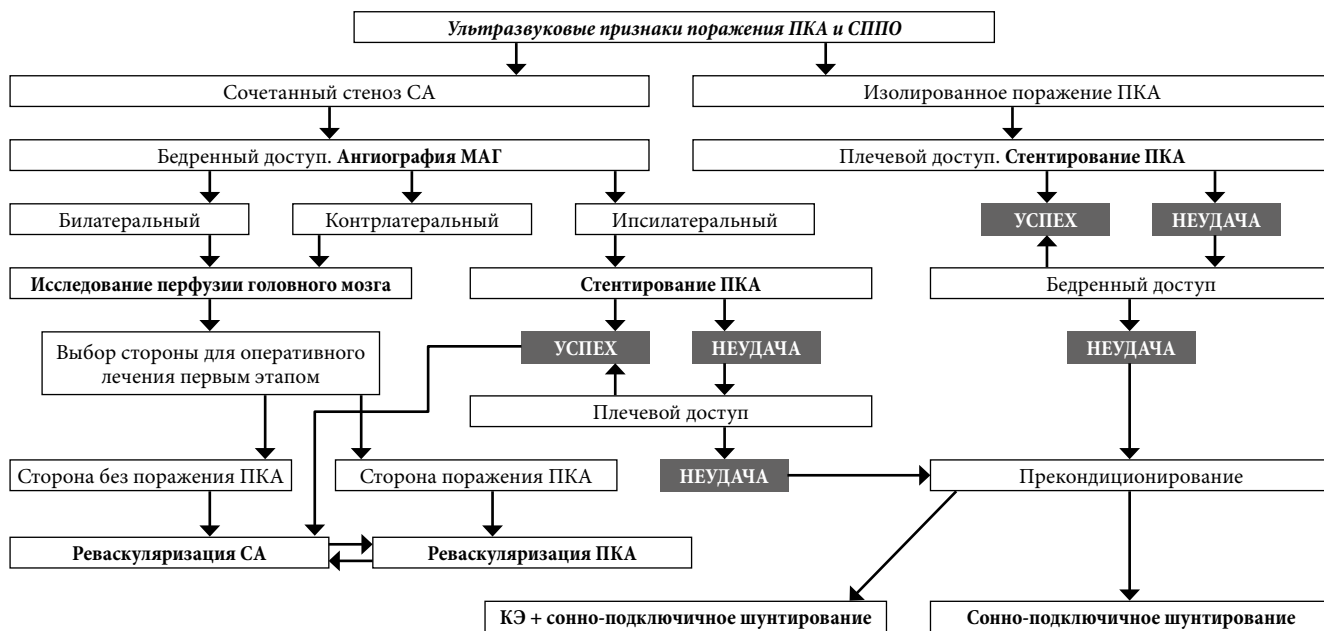 Ультразвуковые признаки поражения ПКА и СППО
Сочетанный стеноз СА
Изолированное поражение ПКА
Бедренный доступ. Ангиография МАГ
Плечевой доступ. Стентирование ПКА
Билатеральный
Контрлатеральный
Ипсилатеральный
УСПЕХ
НЕУДАЧА
Исследование перфузии головного мозга
Стентирование ПКА
Бедренный доступ
Выбор стороны для оперативного
лечения первым этапом
УСПЕХ
НЕУДАЧА
НЕУДАЧА
Плечевой доступ
Сторона без поражения ПКА
Сторона поражения ПКА
НЕУДАЧА
Прекондиционирование
Реваскуляризация СА
Реваскуляризация ПКА
КЭ + сонно-подключичное шунтирование
Сонно-подключичное шунтирование